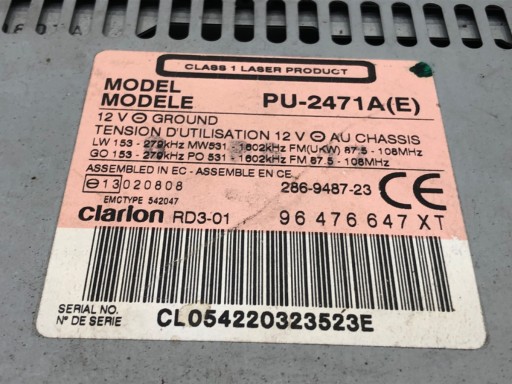 CLASS 1 LASER PRODUCT
MODEL
MODELE PU-2471A(E)
12 V ⊖ GROUND
TENSION D'UTILISATION 12 V ⊖ AU CHASSIS
LW 153 - 279kHz MW531 - 1602kHz FM(UKW) 87.5 - 108MHz
GO 153 - 279kHz PO 531 - 1602kHz FM 87.5 - 108MHz
ASSEMBLED IN EC - ASSEMBLE EN CE
⊖13 020808 286-9487-23 CE
EMCTYPE 542047
clarion RD3-01 96 476 647 XT
SERIAL NO.
N° DE SERIE CL054220323523E